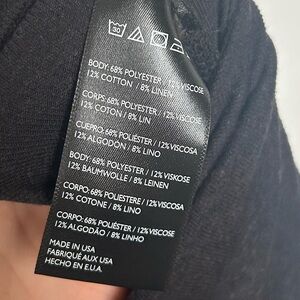 30
BODY: 68% POLYESTER / 12% VISCOSE
12% COTTON / 8% LINEN
CORPS: 68% POLYESTER / 12% VISCOSE
12% COTON / 8% LIN
CUERPO: 68% POLIÉSTER / 12% VISCOSA
12% ALGODÓN / 8% LINO
BODY: 68% POLYESTER / 12% VISKOSE
12% BAUMWOLLE / 8% LEINEN
CORPO: 68% POLIESTERE / 12% VISCOSA
12% COTONE / 8% LINO
CORPO: 68% POLIÉSTER / 12% VISCOSE
12% ALGODÃO / 8% LINHO
MADE IN USA
FABRIQUÉ AUX USA
HECHO EN E.U.A.